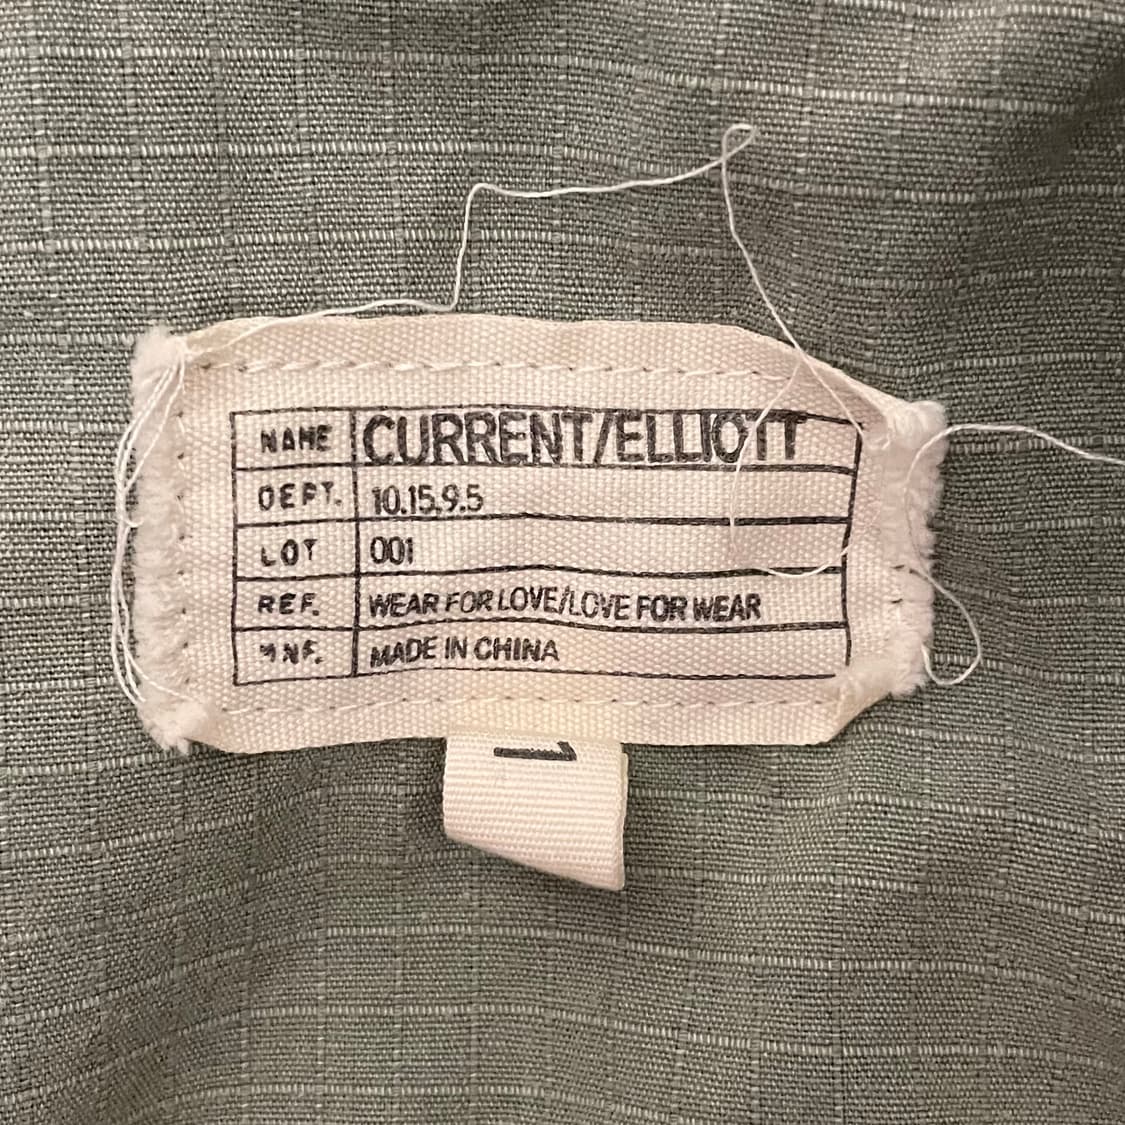 NAME CURRENT/ELLIOTT
DEPT. 10.15.9.5
LOT 001
REF. WEAR FOR LOVE/LOVE FOR WEAR
MNF. MADE IN CHINA
1